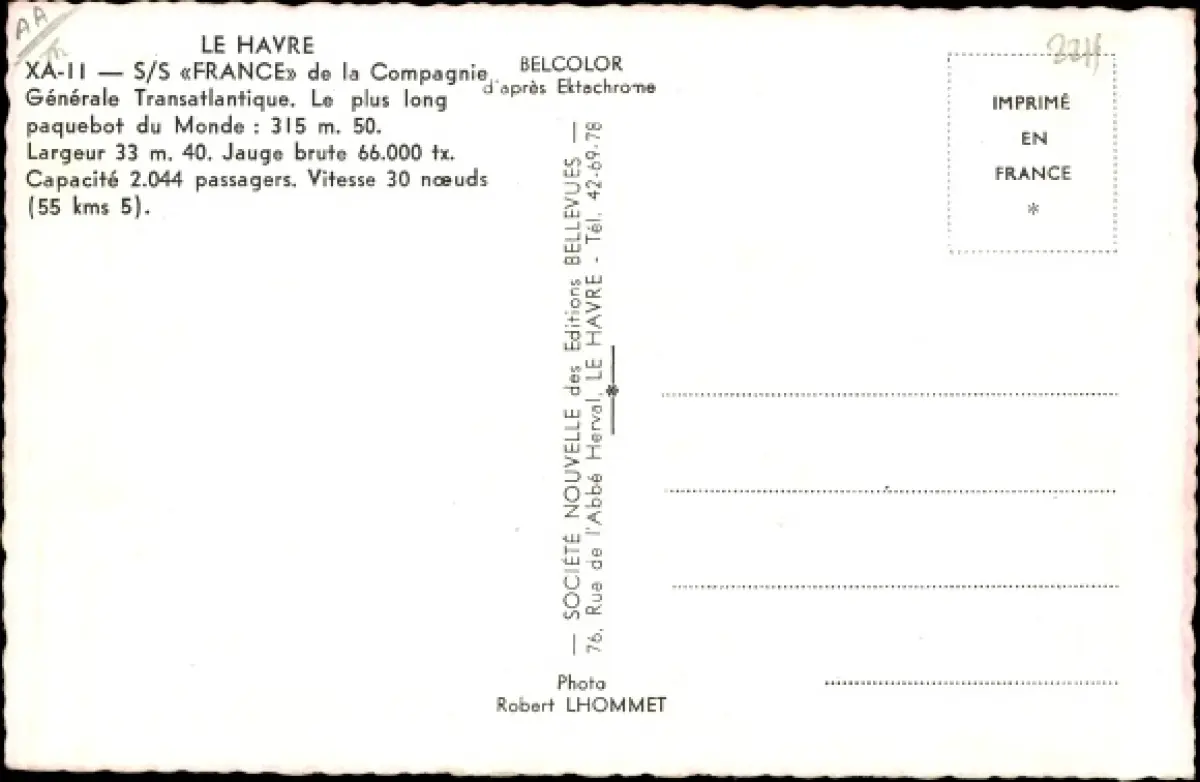 AA
LE HAVRE
XA-11 — S/S «FRANCE» de la Compagnie
Générale Transatlantique. Le plus long
paquebot du Monde : 315 m. 50.
Largeur 33 m. 40. Jauge brute 66.000 tx.
Capacité 2.044 passagers. Vitesse 30 nœuds
(55 kms 5).
BELCOLOR
d'après Ektachrome
— SOCIÉTÉ NOUVELLE des Editions BELLEVUES —
76, Rue de l'Abbé Herval, LE HAVRE - Tél. 42-69-78
Photo
Robert LHOMMET
IMPRIMÉ
EN
FRANCE
*